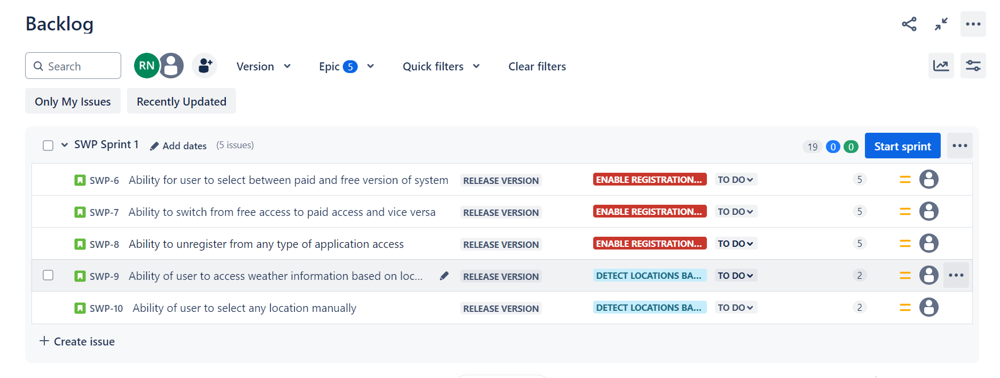 Backlog
Search
RN
Version
Epic 5
Quick filters
Clear filters
Only My Issues
Recently Updated
SWP Sprint 1 Add dates (5 issues) 19 0 0 Start sprint
SWP-6 Ability for user to select between paid and free version of system RELEASE VERSION ENABLE REGISTRATION... TO DO 5
SWP-7 Ability to switch from free access to paid access and vice versa RELEASE VERSION ENABLE REGISTRATION... TO DO 5
SWP-8 Ability to unregister from any type of application access RELEASE VERSION ENABLE REGISTRATION... TO DO 5
SWP-9 Ability of user to access weather information based on loc... RELEASE VERSION DETECT LOCATIONS BA... TO DO 2
SWP-10 Ability of user to select any location manually RELEASE VERSION DETECT LOCATIONS BA... TO DO 2
+ Create issue